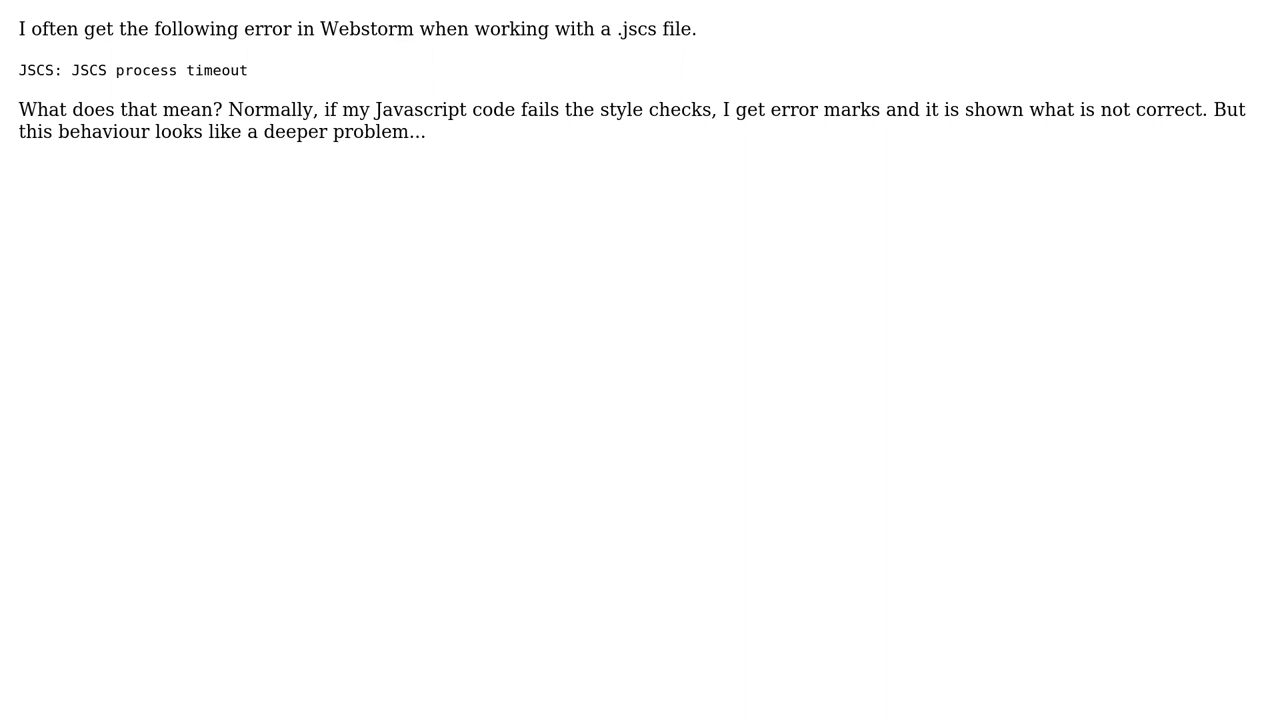 I often get the following error in Webstorm when working with a .jscs file.
JSCS: JSCS process timeout
What does that mean? Normally, if my Javascript code fails the style checks, I get error marks and it is shown what is not correct. But
this behaviour looks like a deeper problem...